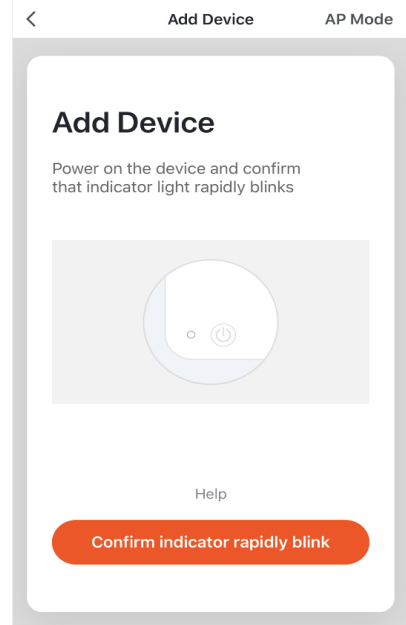 Add Device
AP Mode
Add Device
Power on the device and confirm
that indicator light rapidly blinks
Help
Confirm indicator rapidly blink